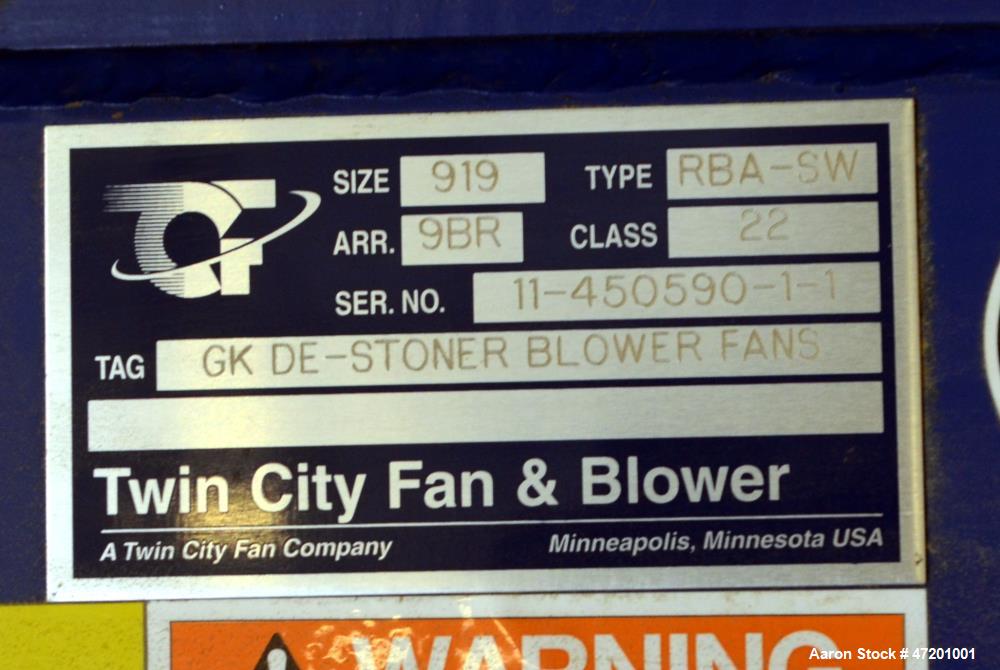 SIZE 919 TYPE RBA-SW
ARR. 9BR CLASS 22
SER. NO. 11-450590-1-1
TAG GK DE-STONER BLOWER FANS
Twin City Fan & Blower
A Twin City Fan Company Minneapolis, Minnesota USA
WARNING
Aaron Stock # 47201001